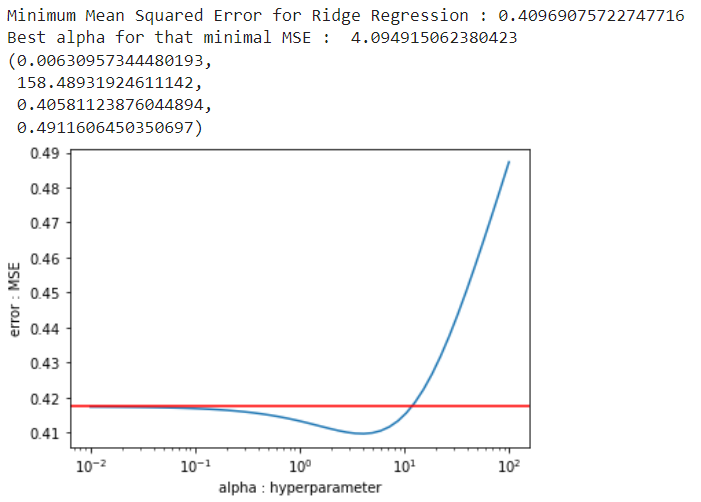 Minimum Mean Squared Error for Ridge Regression : 0.40969075722747716
Best alpha for that minimal MSE :  4.094915062380423
(0.00630957344480193,
 158.48931924611142,
 0.40581123876044894,
 0.4911606450350697)
0.49
0.48
0.47
0.46
0.45
0.44
0.43
0.42
0.41
error : MSE
10⁻² 10⁻¹ 10⁰ 10¹ 10²
alpha : hyperparameter